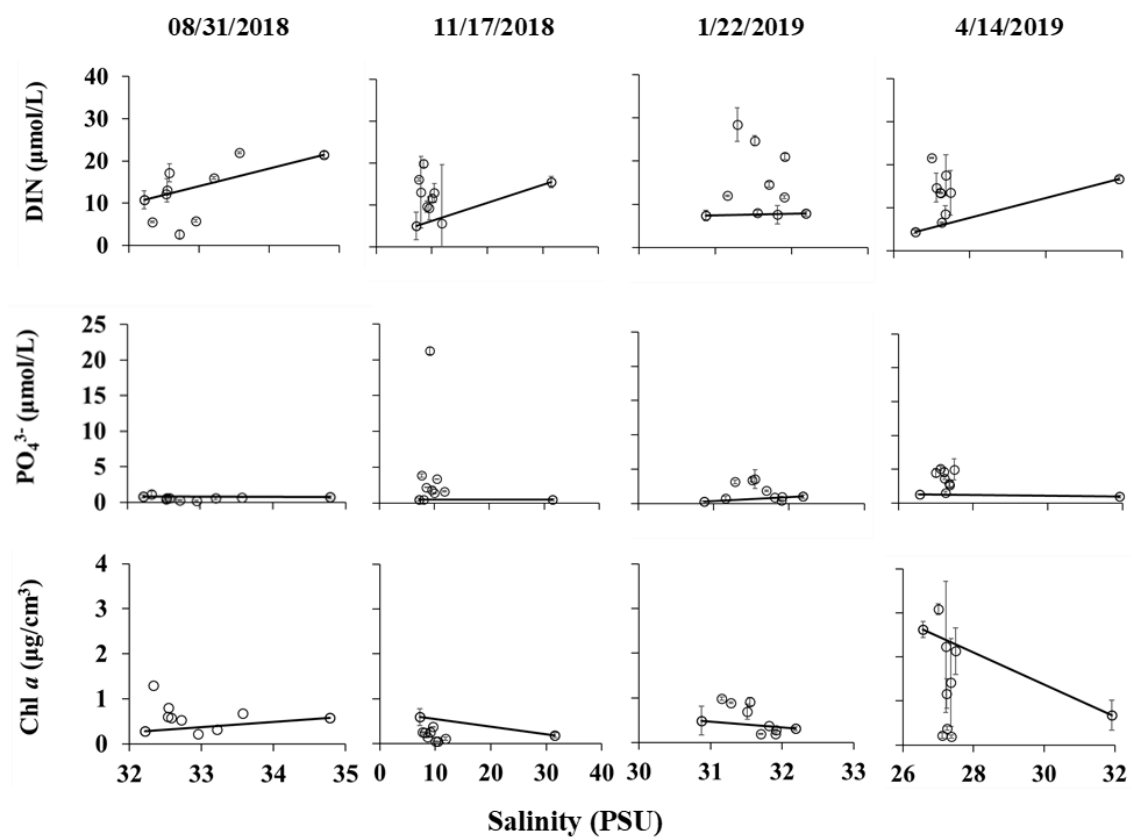 08/31/2018 11/17/2018 1/22/2019 4/14/2019
DIN (µmol/L)
40
30
20
10
0
PO₄³⁻ (µmol/L)
25
20
15
10
5
0
Chl a (µg/cm³)
4
3
2
1
0
32 33 34 35 0 10 20 30 40 30 31 32 33 26 28 30 32
Salinity (PSU)